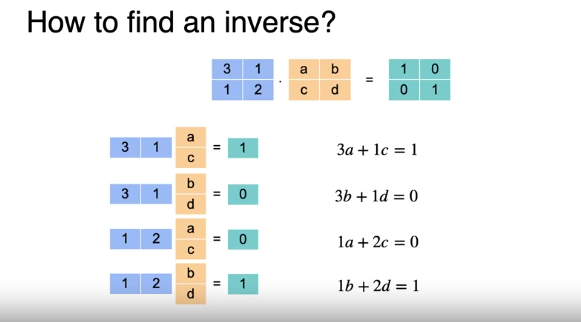 How to find an inverse?
3 1 a b 1 0
1 2 · c d = 0 1
3 1 a c = 1 3a + 1c = 1
3 1 b d = 0 3b + 1d = 0
1 2 a c = 0 1a + 2c = 0
1 2 b d = 1 1b + 2d = 1